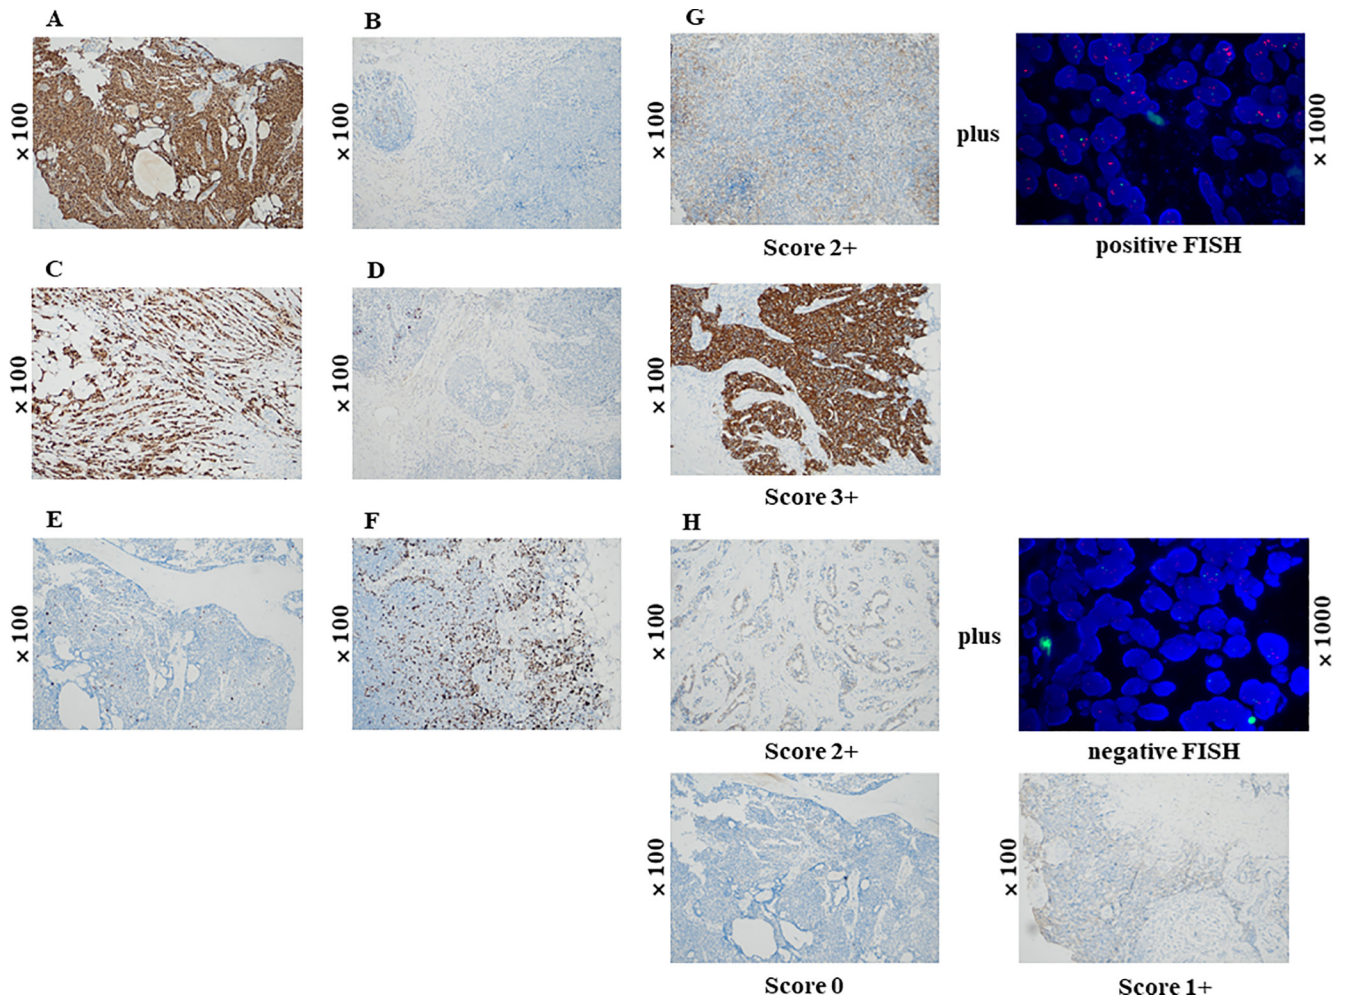 A
B
G
× 100
× 100
× 100
plus
× 1000
Score 2+
positive FISH
C
D
× 100
× 100
× 100
Score 3+
E
F
H
× 100
× 100
× 100
plus
× 1000
Score 2+
negative FISH
× 100
× 100
Score 0
Score 1+